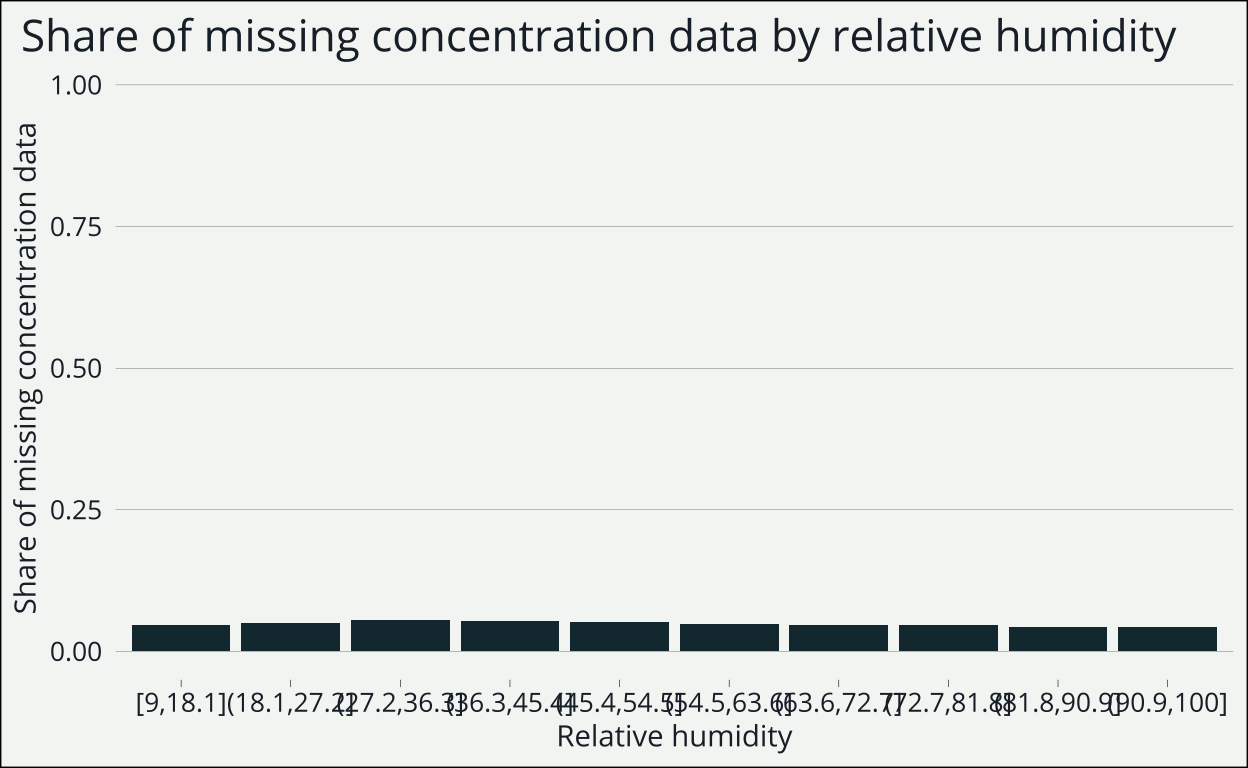 Share of missing concentration data by relative humidity
Share of missing concentration data
1.00
0.75
0.50
0.25
0.00
[9,18.1] (18.1,27.2] (27.2,36.3] (36.3,45.4] (45.4,54.5] (54.5,63.6] (63.6,72.7] (72.7,81.8] (81.8,90.9] (90.9,100]
Relative humidity